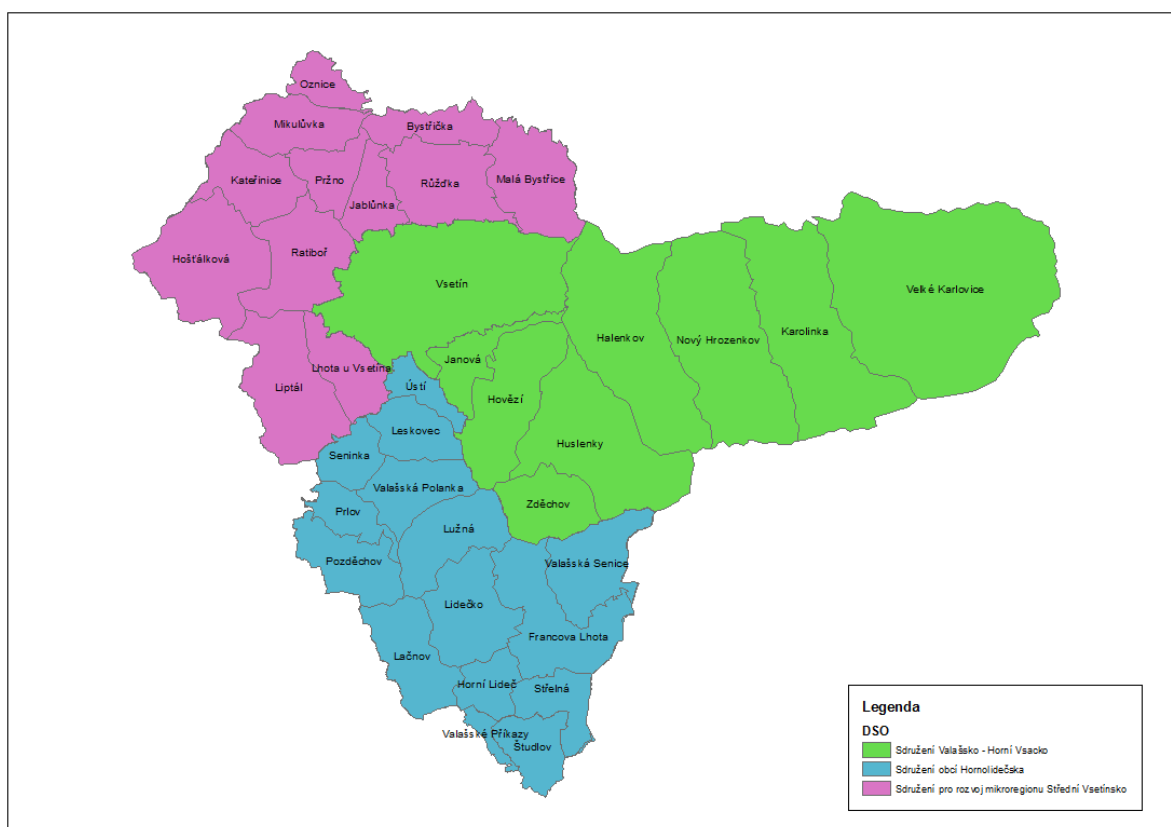 Oznice
Mikulůvka
Bystřička
Kateřinice
Pržno
Růžďka
Malá Bystřice
Jablůnka
Hošťálková
Ratiboř
Vsetín
Velké Karlovice
Halenkov
Nový Hrozenkov
Karolinka
Janová
Lhota u Vsetína
Liptál
Ústí
Hovězí
Leskovec
Huslenky
Seninka
Valašská Polanka
Zděchov
Prlov
Lužná
Pozděchov
Valašská Senice
Lidečko
Francova Lhota
Lačnov
Horní Lideč
Střelná
Valašské Příkazy
Študlov
Legenda
DSO
Sdružení Valašsko - Horní Vsacko
Sdružení obcí Hornolidečska
Sdružení pro rozvoj mikroregionu Střední Vsetínsko